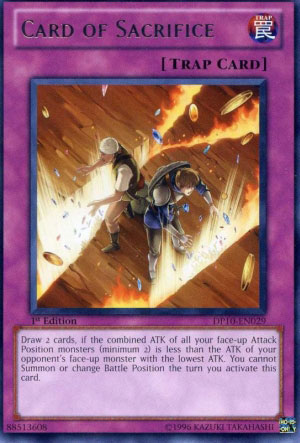 CARD OF SACRIFICE
TRAP
罠
[TRAP CARD]
1st Edition
DP10-EN029
Draw 2 cards, if the combined ATK of all your face-up Attack
Position monsters (minimum 2) is less than the ATK of your
opponent's face-up monster with the lowest ATK. You cannot
Summon or change Battle Position the turn you activate this
card.
88513608
©1996 KAZUKI TAKAHASHI